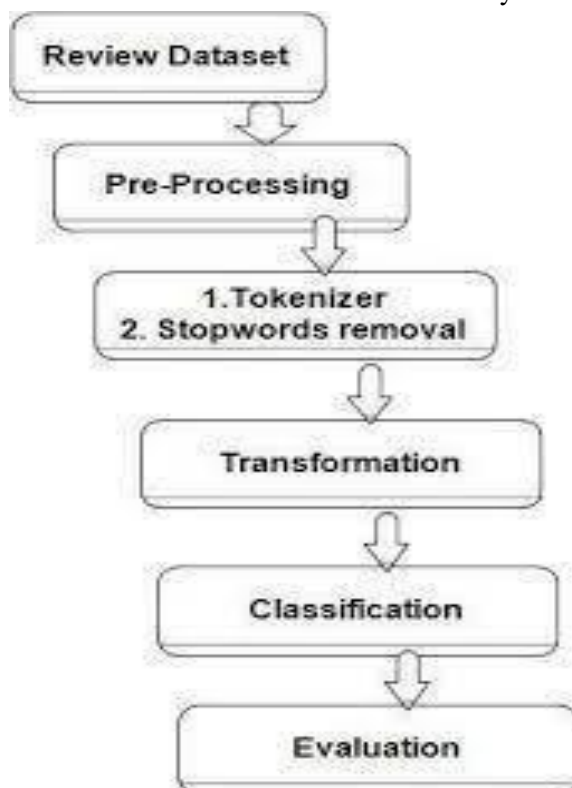 Review Dataset
Pre-Processing
1.Tokenizer
2. Stopwords removal
Transformation
Classification
Evaluation